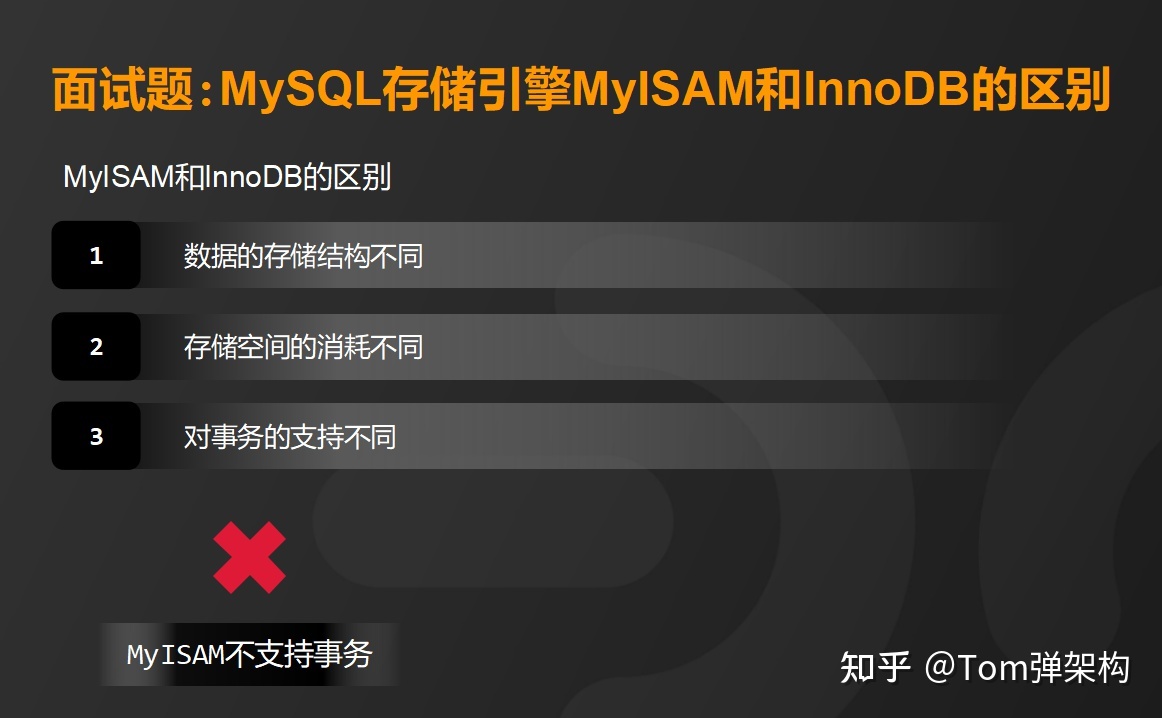 面试题:MySQL存储引擎MyISAM和InnoDB的区别
MyISAM和InnoDB的区别
1 数据的存储结构不同
2 存储空间的消耗不同
3 对事务的支持不同
MyISAM不支持事务
知乎 @Tom弹架构